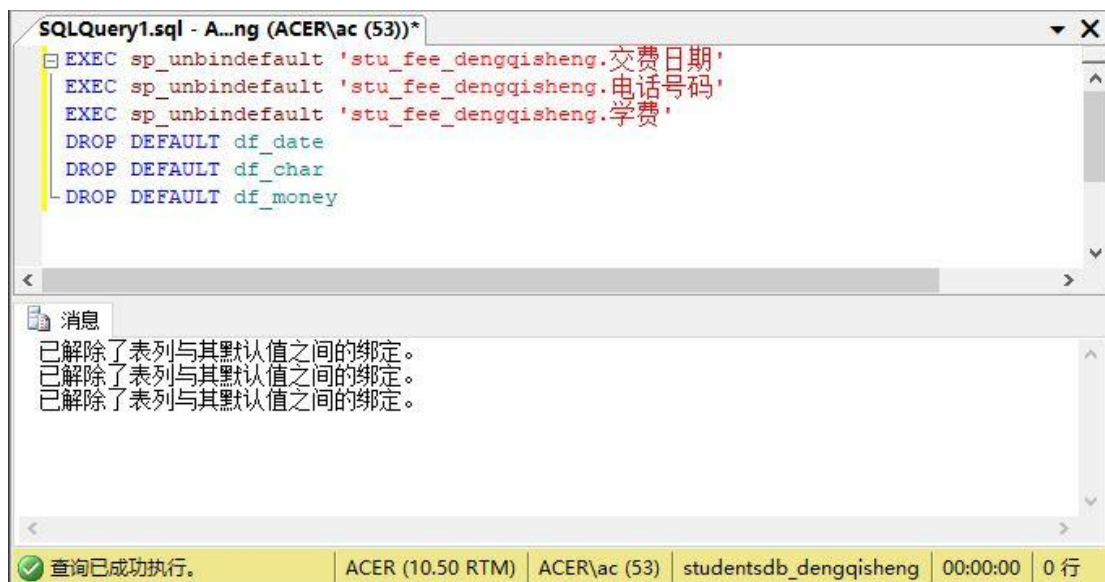 SQLQuery1.sql - A...ng (ACER\ac (53))*
EXEC sp_unbindefault 'stu_fee_dengqisheng.交费日期'
EXEC sp_unbindefault 'stu_fee_dengqisheng.电话号码'
EXEC sp_unbindefault 'stu_fee_dengqisheng.学费'
DROP DEFAULT df_date
DROP DEFAULT df_char
DROP DEFAULT df_money
消息
已解除了表列与其默认值之间的绑定。
已解除了表列与其默认值之间的绑定。
已解除了表列与其默认值之间的绑定。
查询已成功执行。 ACER (10.50 RTM) ACER\ac (53) studentsdb_dengqisheng 00:00:00 0 行